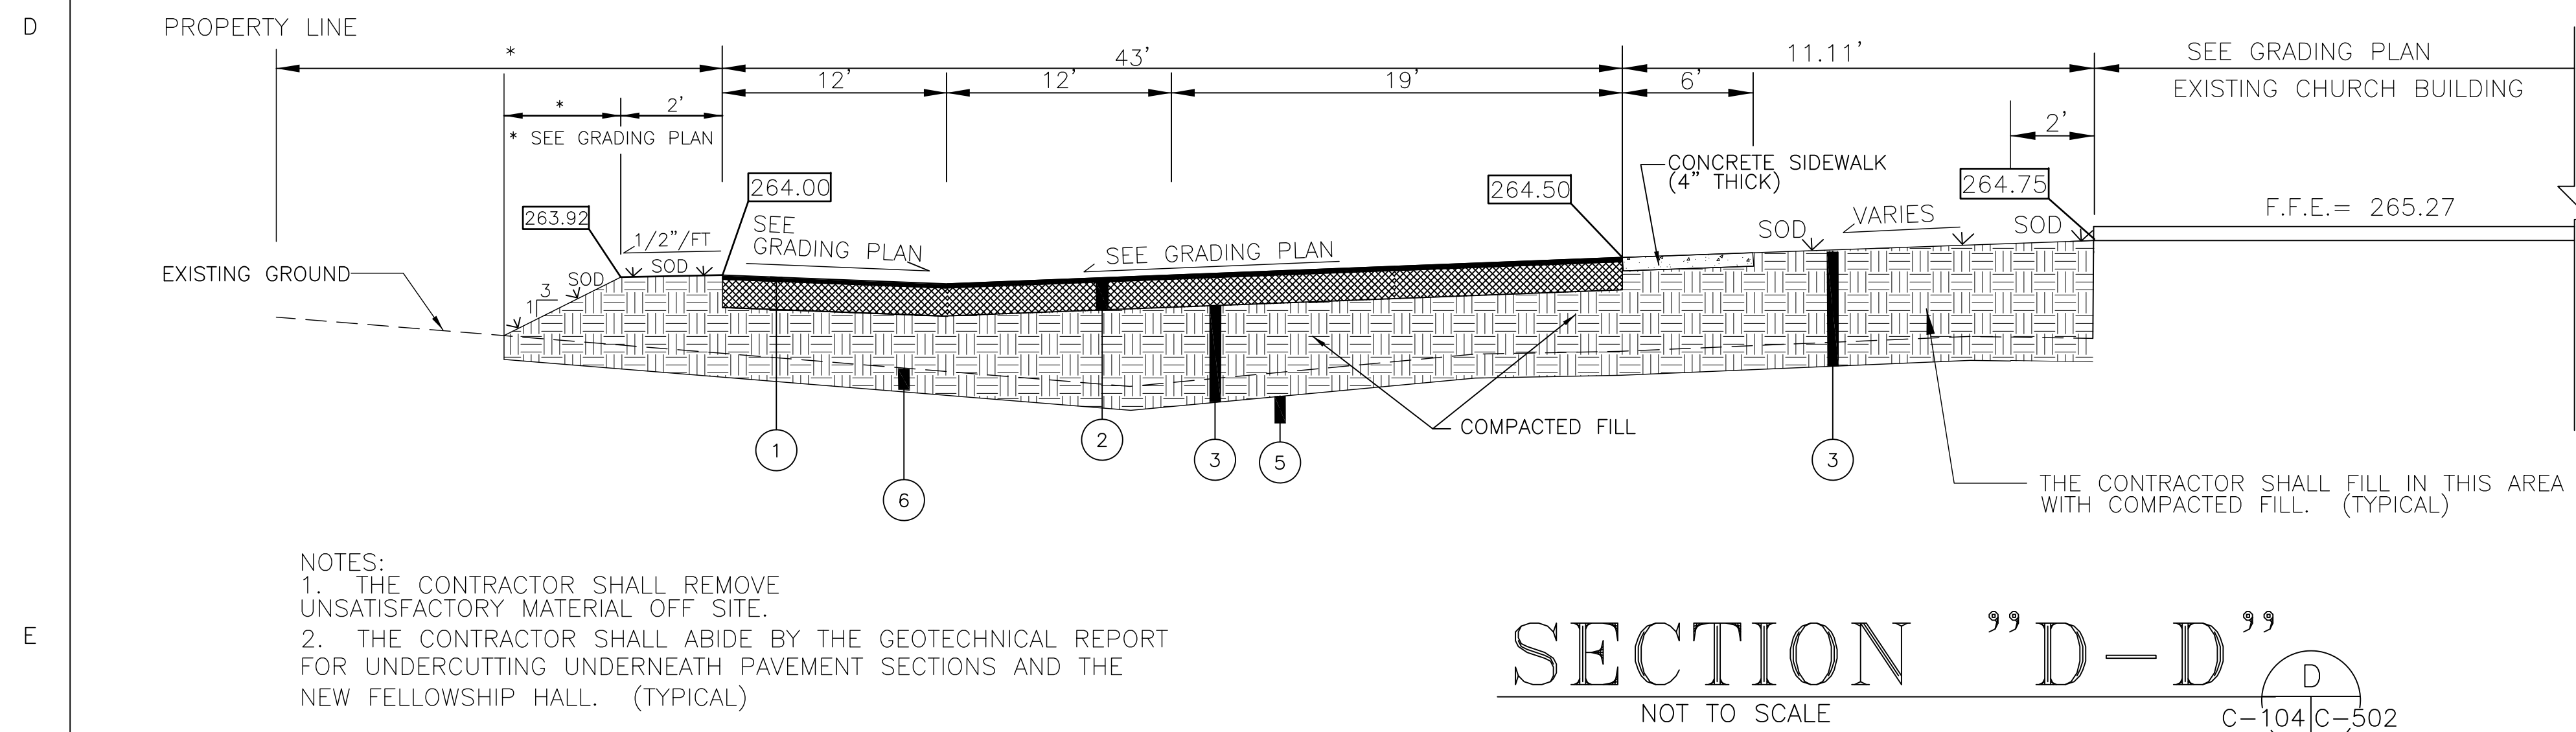 D
PROPERTY LINE
*
43'
11.11'
SEE GRADING PLAN
12'
12'
19'
6'
EXISTING CHURCH BUILDING
*
2'
* SEE GRADING PLAN
2'
CONCRETE SIDEWALK
(4" THICK)
264.00
264.50
264.75
263.92
SEE
GRADING PLAN
1/2"/FT
SOD
SEE GRADING PLAN
SOD
VARIES
SOD
F.F.E.= 265.27
EXISTING GROUND
SOD
3
1
COMPACTED FILL
1
2
3
5
3
6
THE CONTRACTOR SHALL FILL IN THIS AREA
WITH COMPACTED FILL. (TYPICAL)
NOTES:
1. THE CONTRACTOR SHALL REMOVE
UNSATISFACTORY MATERIAL OFF SITE.
2. THE CONTRACTOR SHALL ABIDE BY THE GEOTECHNICAL REPORT
FOR UNDERCUTTING UNDERNEATH PAVEMENT SECTIONS AND THE
NEW FELLOWSHIP HALL. (TYPICAL)
E
SECTION "D-D"
NOT TO SCALE
D
C-104 C-502